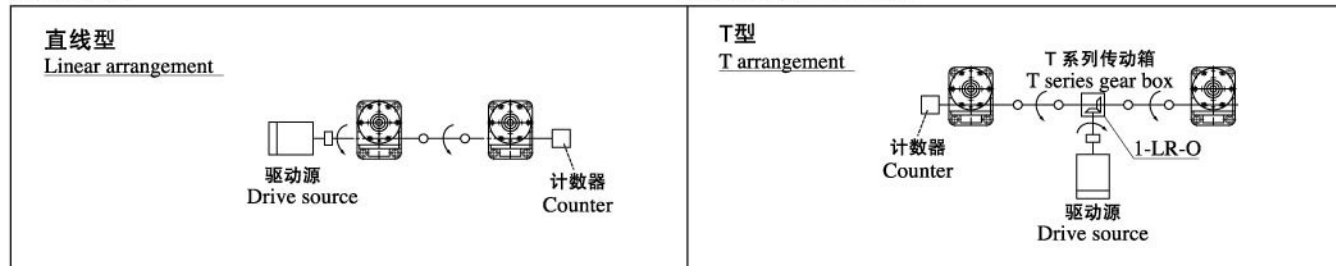 直线型
Linear arrangement
驱动源
Drive source
计数器
Counter
T型
T arrangement
T 系列传动箱
T series gear box
计数器
Counter
1-LR-O
驱动源
Drive source